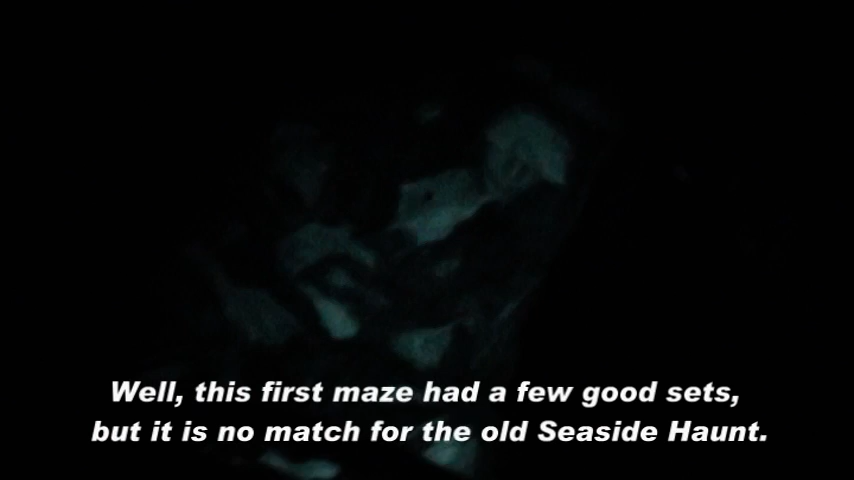 Well, this first maze had a few good sets,
but it is no match for the old Seaside Haunt.